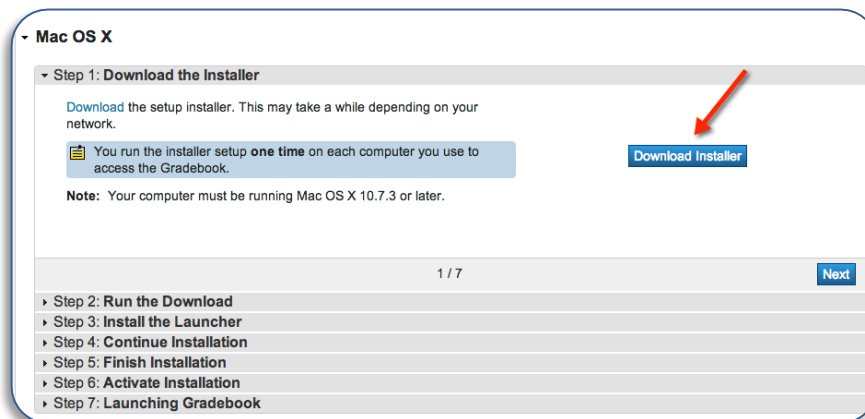 Mac OS X
Step 1: Download the Installer
Download the setup installer. This may take a while depending on your
network.
You run the installer setup one time on each computer you use to
access the Gradebook.
Note: Your computer must be running Mac OS X 10.7.3 or later.
Download Installer
1 / 7
Next
Step 2: Run the Download
Step 3: Install the Launcher
Step 4: Continue Installation
Step 5: Finish Installation
Step 6: Activate Installation
Step 7: Launching Gradebook